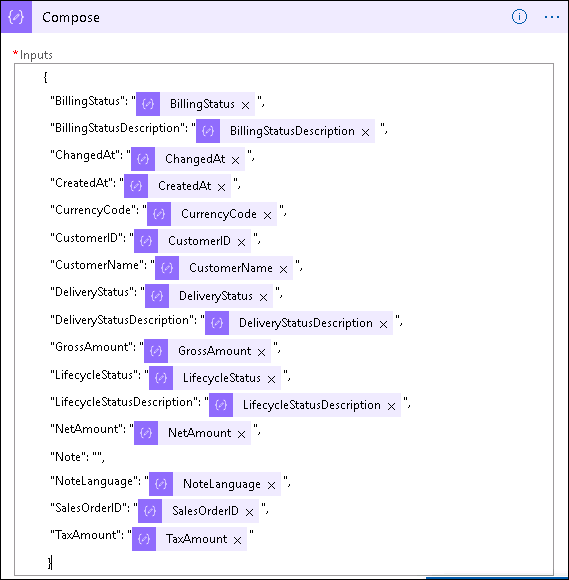 Compose
* Inputs
{
"BillingStatus": " BillingStatus × ",
"BillingStatusDescription": " BillingStatusDescription × ",
"ChangedAt": " ChangedAt × ",
"CreatedAt": " CreatedAt × ",
"CurrencyCode": " CurrencyCode × ",
"CustomerID": " CustomerID × ",
"CustomerName": " CustomerName × ",
"DeliveryStatus": " DeliveryStatus × ",
"DeliveryStatusDescription": " DeliveryStatusDescription × ",
"GrossAmount": " GrossAmount × ",
"LifecycleStatus": " LifecycleStatus × ",
"LifecycleStatusDescription": " LifecycleStatusDescription × ",
"NetAmount": " NetAmount × ",
"Note": "",
"NoteLanguage": " NoteLanguage × ",
"SalesOrderID": " SalesOrderID × ",
"TaxAmount": " TaxAmount × "
}